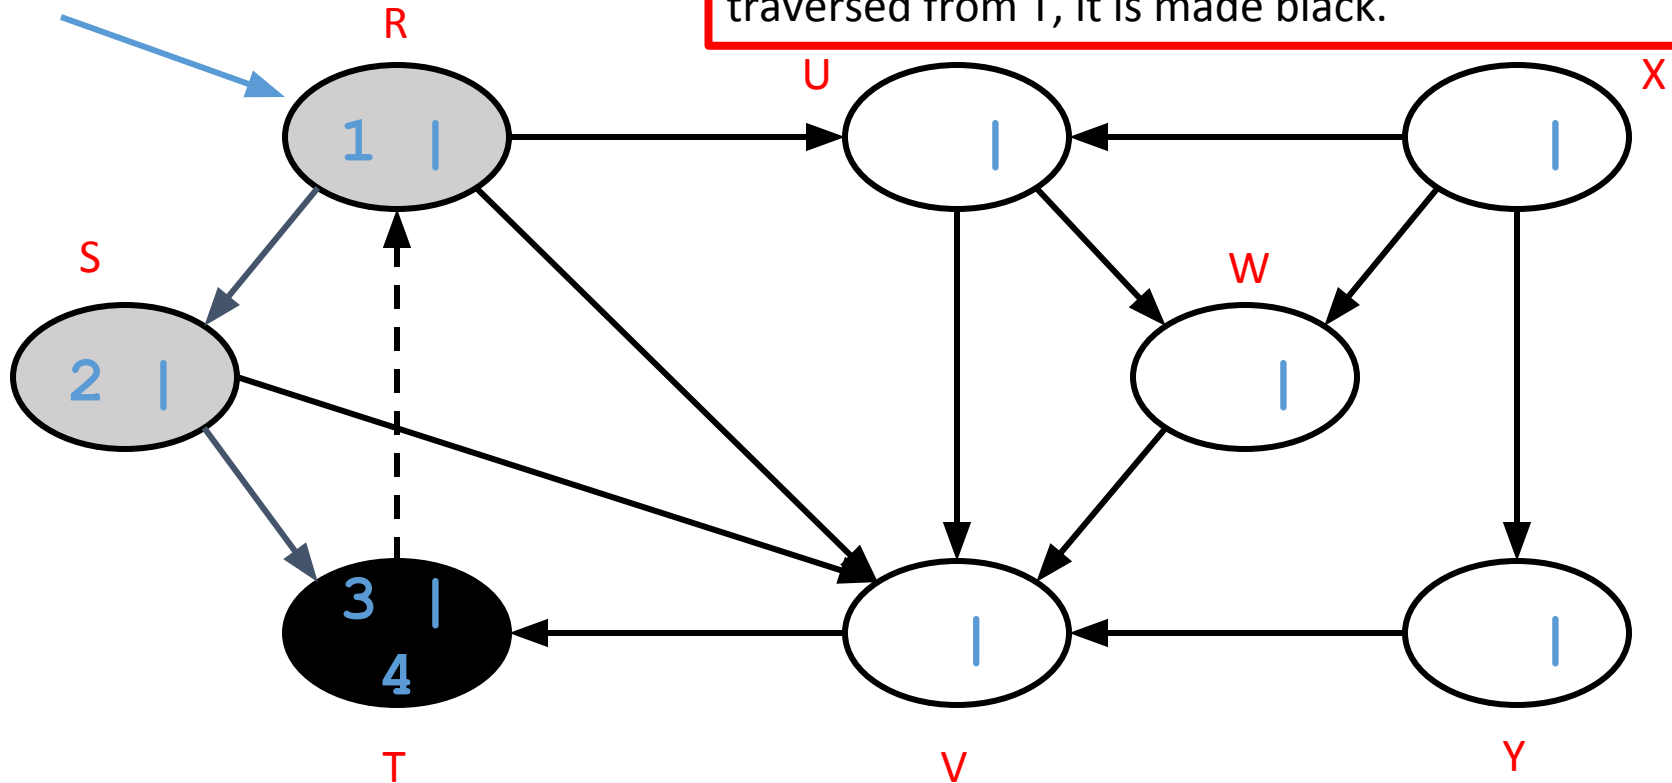 traversed from T, it is made black.
R
U
X
1 |
|
|
S
W
2 |
|
3 |
4
|
|
T
V
Y